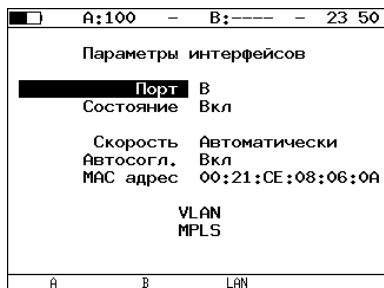 A:100 – B:---- – 23 50
Параметры интерфейсов
Порт B
Состояние Вкл
Скорость Автоматически
Автосогл. Вкл
MAC адрес 00:21:CE:08:06:0A
VLAN
MPLS
A B LAN